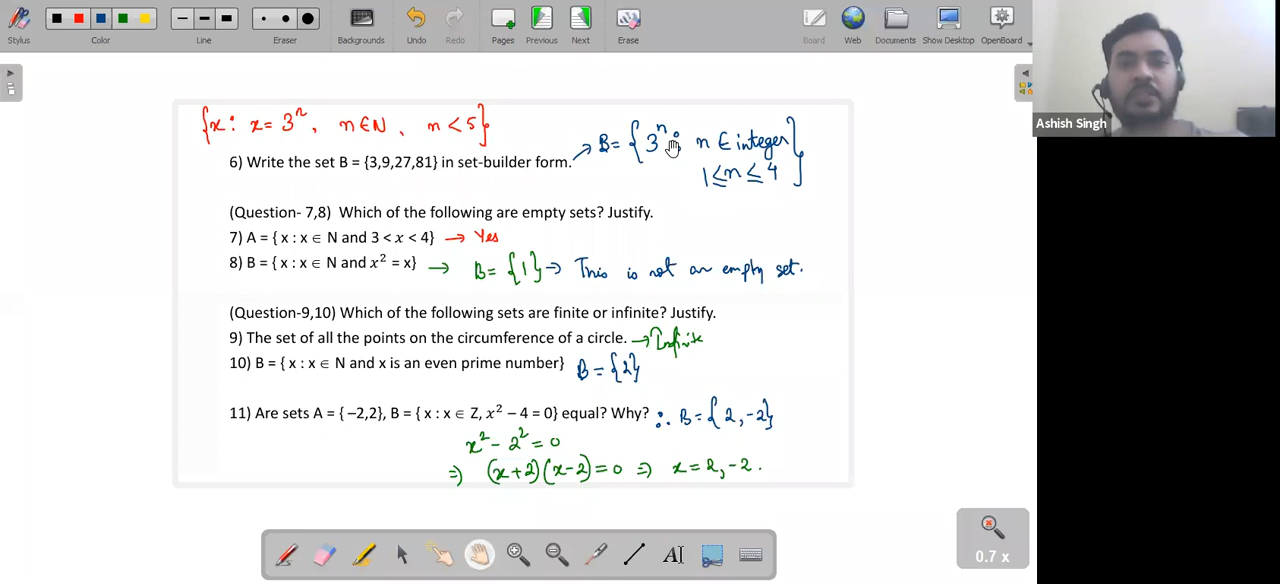 Stylus Color Line Eraser Backgrounds Undo Redo Pages Previous Next Erase Board Web Documents Show Desktop OpenBoard
Ashish Singh
{x : x = 3ⁿ, n ∈ N, n < 5}
6) Write the set B = {3,9,27,81} in set-builder form. → B = {3ⁿ : n ∈ integer,
1 ≤ n ≤ 4}
(Question- 7,8) Which of the following are empty sets? Justify.
7) A = { x : x ∈ N and 3 < x < 4} → Yes
8) B = { x : x ∈ N and x² = x} → B = {1} → This is not an empty set.
(Question-9,10) Which of the following sets are finite or infinite? Justify.
9) The set of all the points on the circumference of a circle. → Infinite
10) B = { x : x ∈ N and x is an even prime number} B = {2}
11) Are sets A = { −2,2}, B = { x : x ∈ Z, x² − 4 = 0} equal? Why? ∴ B = {2, -2}
x² - 2² = 0
⇒ (x+2)(x-2) = 0 ⇒ x = 2, -2.
0.7 x